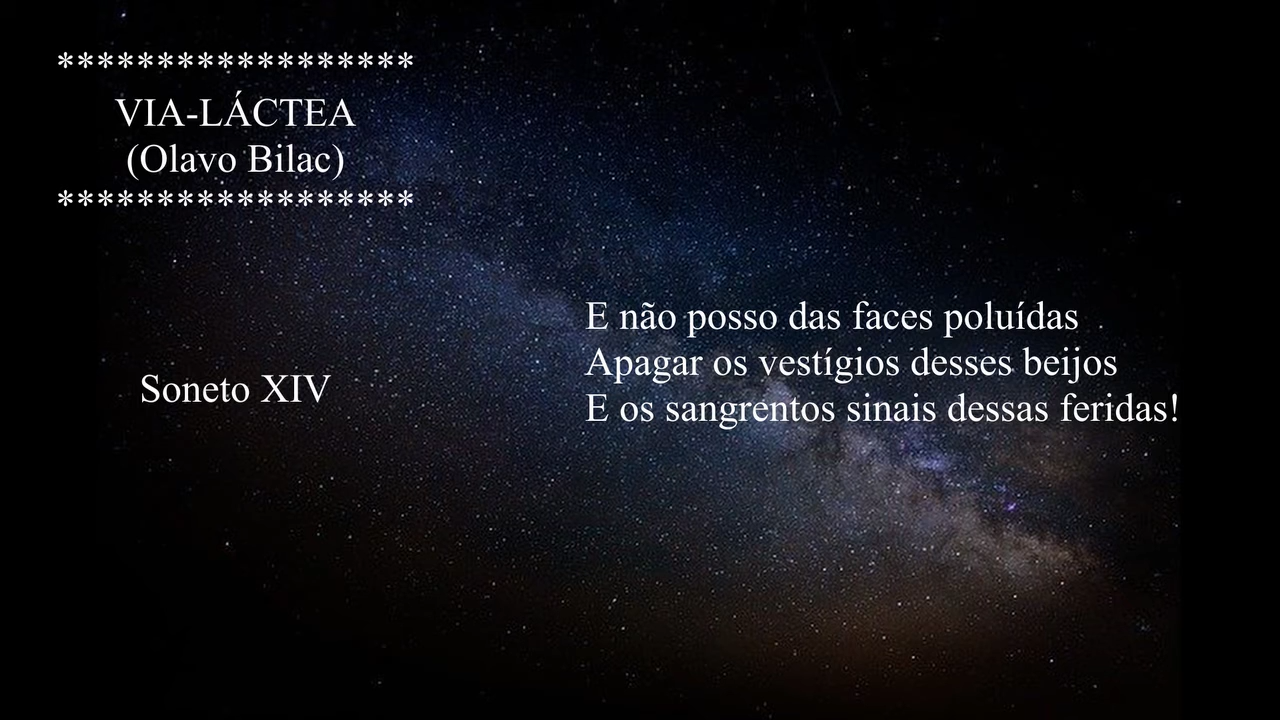 ******************
VIA-LÁCTEA
(Olavo Bilac)
******************
Soneto XIV
E não posso das faces poluídas
Apagar os vestígios desses beijos
E os sangrentos sinais dessas feridas!